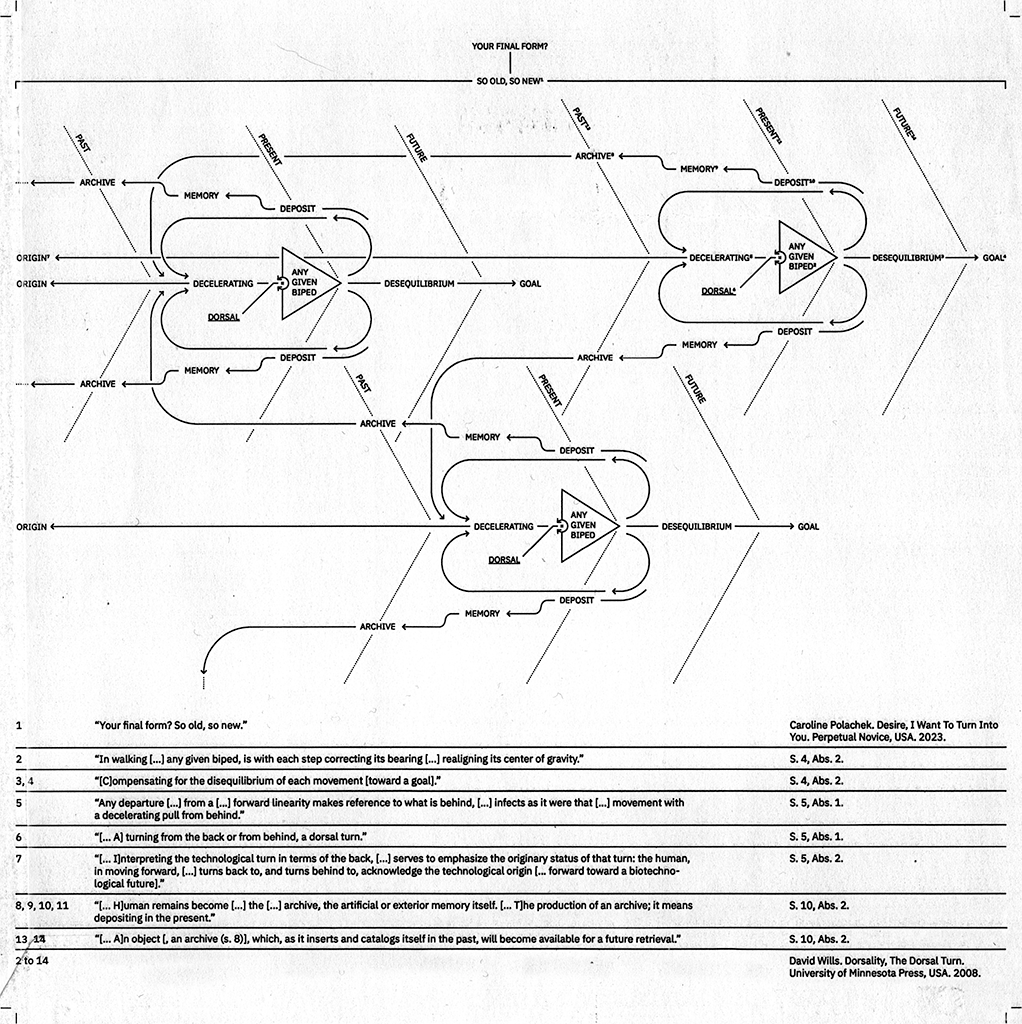 YOUR FINAL FORM?
SO OLD, SO NEW¹
PAST
PRESENT
FUTURE
PAST¹³
PRESENT
FUTURE¹⁴
ARCHIVE⁸
MEMORY⁹
DEPOSIT¹⁰
ARCHIVE
MEMORY
DEPOSIT
ORIGIN⁷
DECELERATING⁵
ANY
GIVEN
BIPED²
DESEQUILIBRIUM³
GOAL⁴
DORSAL⁶
ORIGIN
DECELERATING
ANY
GIVEN
BIPED
DESEQUILIBRIUM
GOAL
DORSAL
DEPOSIT
MEMORY
ARCHIVE
DEPOSIT
MEMORY
ARCHIVE
PAST
PRESENT
FUTURE
ARCHIVE
MEMORY
DEPOSIT
ORIGIN
DECELERATING
ANY
GIVEN
BIPED
DESEQUILIBRIUM
GOAL
DORSAL
DEPOSIT
MEMORY
ARCHIVE
1 "Your final form? So old, so new." Caroline Polachek. Desire, I Want To Turn Into
You. Perpetual Novice, USA. 2023.
2 "In walking [...] any given biped, is with each step correcting its bearing [...] realigning its center of gravity." S. 4, Abs. 2.
3, 4 "[C]ompensating for the disequilibrium of each movement [toward a goal]." S. 4, Abs. 2.
5 "Any departure [...] from a [...] forward linearity makes reference to what is behind, [...] infects as it were that [...] movement with S. 5, Abs. 1.
a decelerating pull from behind."
6 "[... A] turning from the back or from behind, a dorsal turn." S. 5, Abs. 1.
7 "[... I]nterpreting the technological turn in terms of the back, [...] serves to emphasize the originary status of that turn: the human, S. 5, Abs. 2.
in moving forward, [...] turns back to, and turns behind to, acknowledge the technological origin [... forward toward a biotechno-
logical future]."
8, 9, 10, 11 "[... H]uman remains become [...] the [...] archive, the artificial or exterior memory itself. [... T]he production of an archive; it means S. 10, Abs. 2.
depositing in the present."
13, 14 "[... A]n object [, an archive (s. 8)], which, as it inserts and catalogs itself in the past, will become available for a future retrieval." S. 10, Abs. 2.
2 to 14 David Wills. Dorsality, The Dorsal Turn.
University of Minnesota Press, USA. 2008.